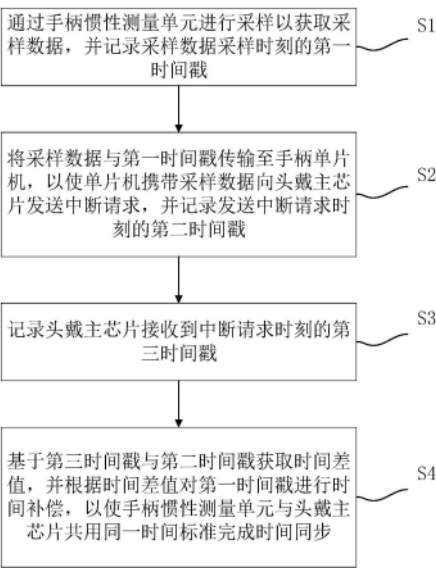 通过手柄惯性测量单元进行采样以获取采
样数据，并记录采样数据采样时刻的第一
时间戳
S1
将采样数据与第一时间戳传输至手柄单片
机，以使单片机携带采样数据向头戴主芯
片发送中断请求，并记录发送中断请求时
刻的第二时间戳
S2
记录头戴主芯片接收到中断请求时刻的第
三时间戳
S3
基于第三时间戳与第二时间戳获取时间差
值，并根据时间差值对第一时间戳进行时
间补偿，以使手柄惯性测量单元与头戴主
芯片共用同一时间标准完成时间同步
S4